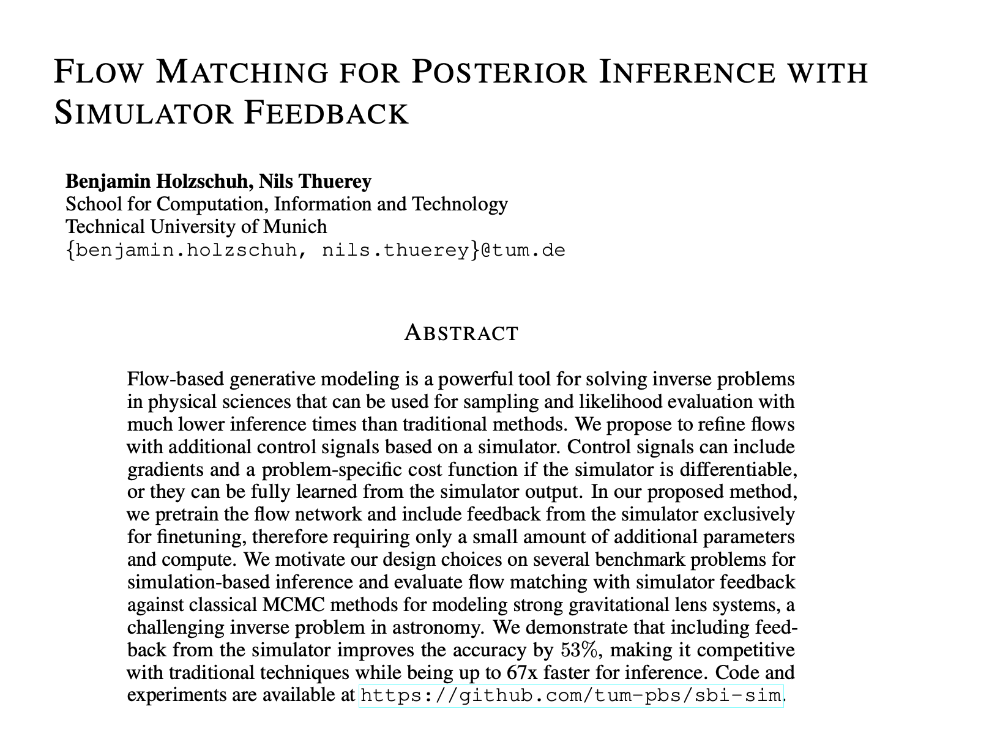 FLOW MATCHING FOR POSTERIOR INFERENCE WITH
SIMULATOR FEEDBACK
Benjamin Holzschuh, Nils Thuerey
School for Computation, Information and Technology
Technical University of Munich
{benjamin.holzschuh, nils.thuerey}@tum.de
ABSTRACT
Flow-based generative modeling is a powerful tool for solving inverse problems
in physical sciences that can be used for sampling and likelihood evaluation with
much lower inference times than traditional methods. We propose to refine flows
with additional control signals based on a simulator. Control signals can include
gradients and a problem-specific cost function if the simulator is differentiable,
or they can be fully learned from the simulator output. In our proposed method,
we pretrain the flow network and include feedback from the simulator exclusively
for finetuning, therefore requiring only a small amount of additional parameters
and compute. We motivate our design choices on several benchmark problems for
simulation-based inference and evaluate flow matching with simulator feedback
against classical MCMC methods for modeling strong gravitational lens systems, a
challenging inverse problem in astronomy. We demonstrate that including feed-
back from the simulator improves the accuracy by 53%, making it competitive
with traditional techniques while being up to 67x faster for inference. Code and
experiments are available at https://github.com/tum-pbs/sbi-sim.